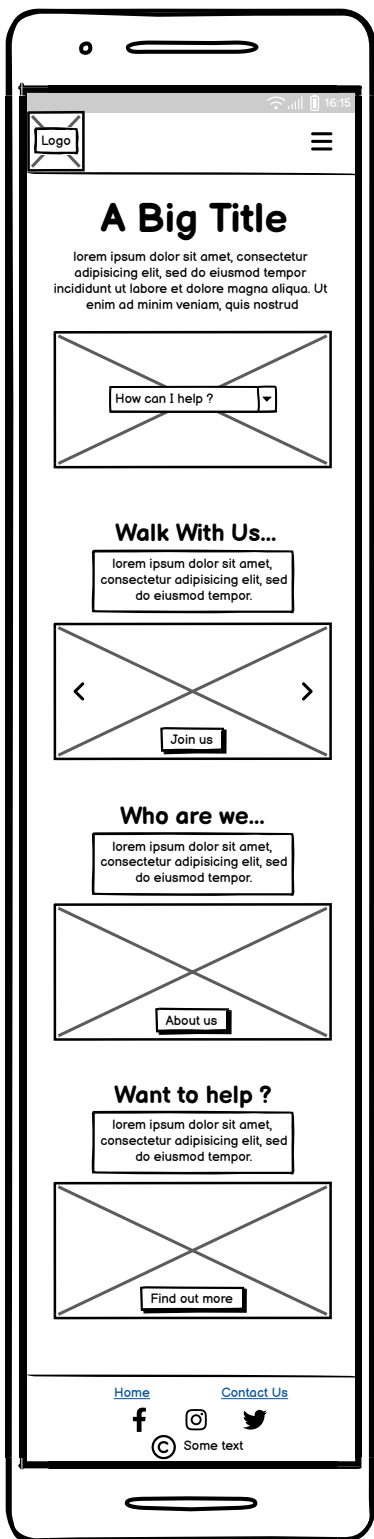 16:15
Logo
A Big Title
lorem ipsum dolor sit amet, consectetur
adipisicing elit, sed do eiusmod tempor
incididunt ut labore et dolore magna aliqua. Ut
enim ad minim veniam, quis nostrud
How can I help ?
Walk With Us...
lorem ipsum dolor sit amet,
consectetur adipisicing elit, sed
do eiusmod tempor.
Join us
Who are we...
lorem ipsum dolor sit amet,
consectetur adipisicing elit, sed
do eiusmod tempor.
About us
Want to help ?
lorem ipsum dolor sit amet,
consectetur adipisicing elit, sed
do eiusmod tempor.
Find out more
Home Contact Us
© Some text